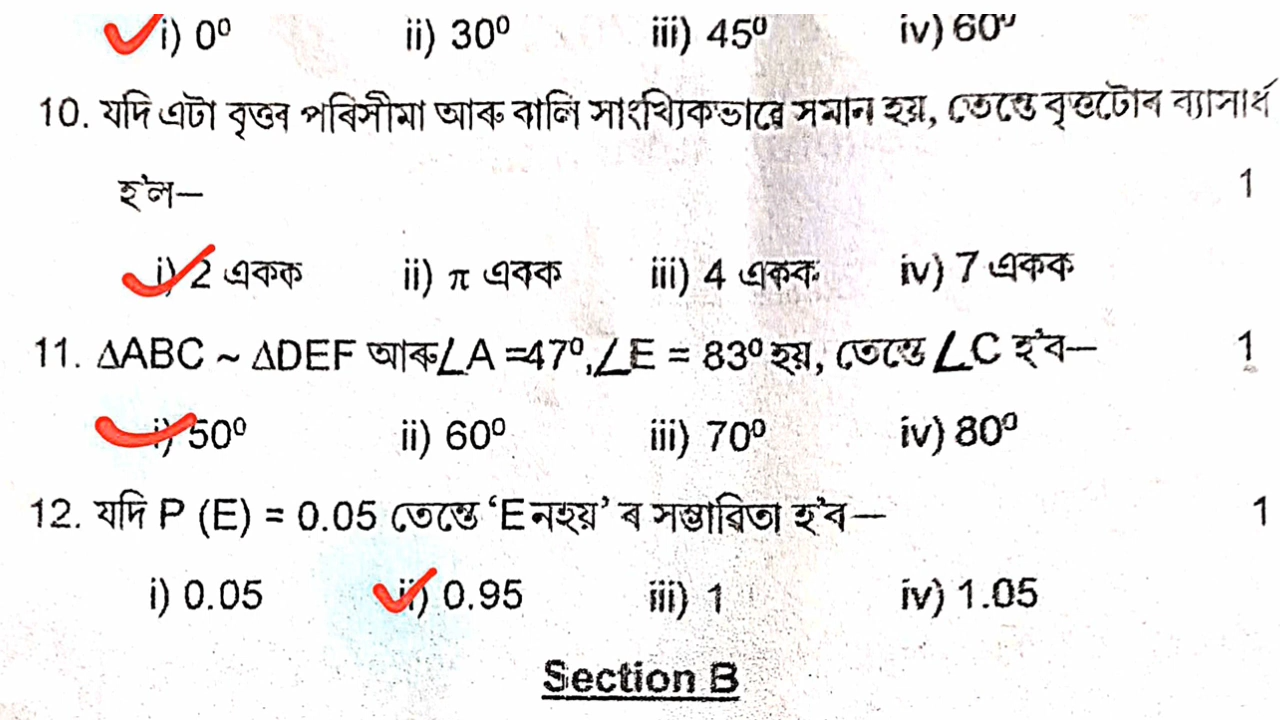 i) 0⁰ ii) 30⁰ iii) 45⁰ iv) 60⁰
10. যদি এটা বৃত্তৰ পৰিসীমা আৰু কালি সাংখ্যিকভাৱে সমান হয়, তেন্তে বৃত্তটোৰ ব্যাসাৰ্ধ
হ'ল— 1
i) 2 একক ii) π একক iii) 4 একক iv) 7 একক
11. ΔABC ~ ΔDEF আৰু∠A =47⁰,∠E = 83⁰ হয়, তেন্তে ∠C হ'ব— 1
i) 50⁰ ii) 60⁰ iii) 70⁰ iv) 80⁰
12. যদি P (E) = 0.05 তেন্তে ‘E নহয়’ ৰ সম্ভাৱিতা হ'ব— 1
i) 0.05 ii) 0.95 iii) 1 iv) 1.05
Section B